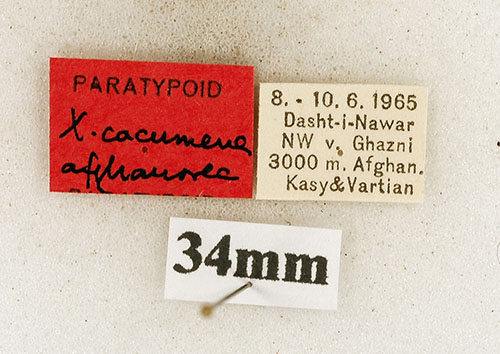 PARATYPOID
X. cacumena
afghanorea
8. - 10. 6. 1965
Dasht-i-Nawar
NW v. Ghazni
3000 m. Afghan.
Kasy&Vartian
34mm